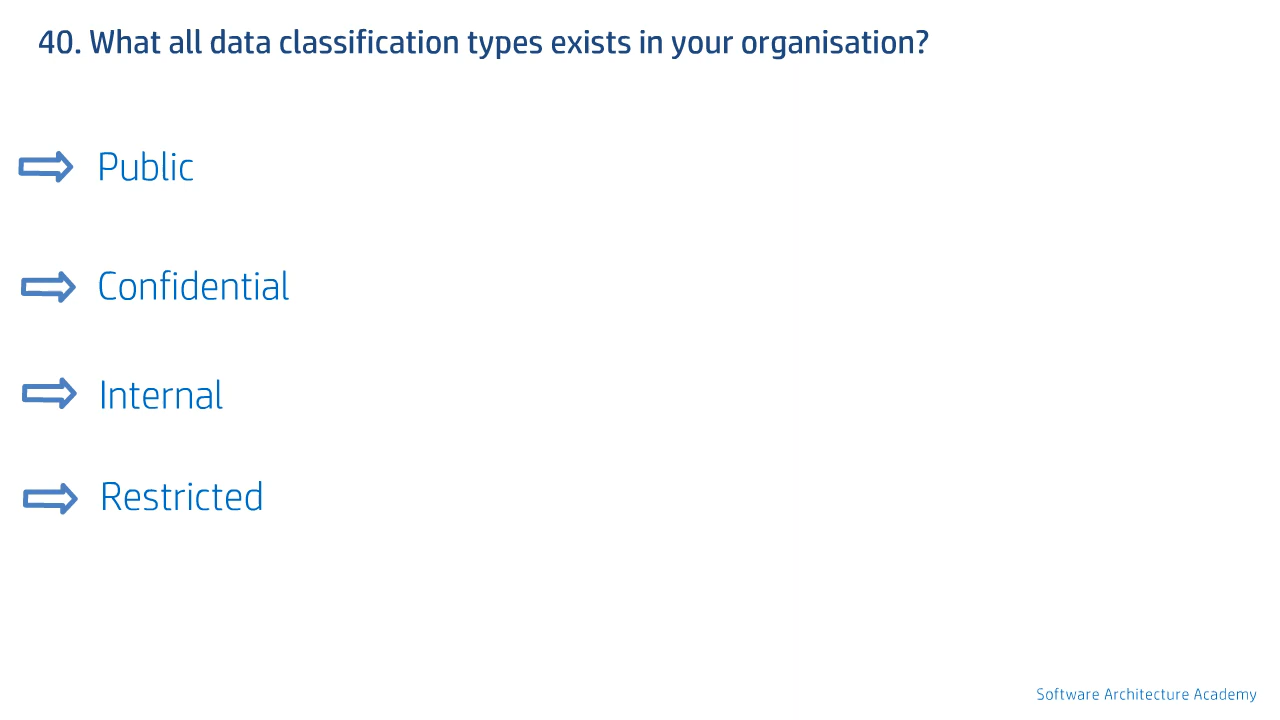 40. What all data classification types exists in your organisation?
Public
Confidential
Internal
Restricted
Software Architecture Academy